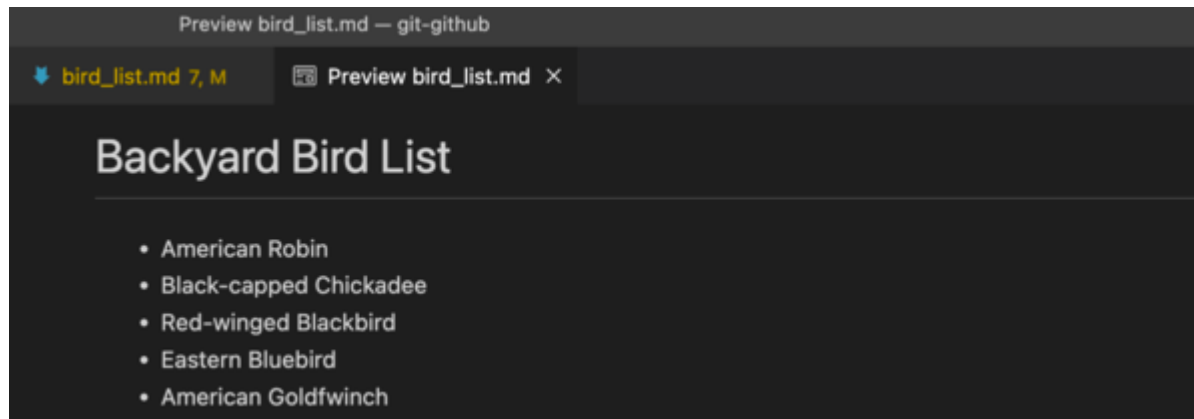 Preview bird_list.md — git-github
bird_list.md 7, M
Preview bird_list.md
Backyard Bird List
• American Robin
• Black-capped Chickadee
• Red-winged Blackbird
• Eastern Bluebird
• American Goldfwinch